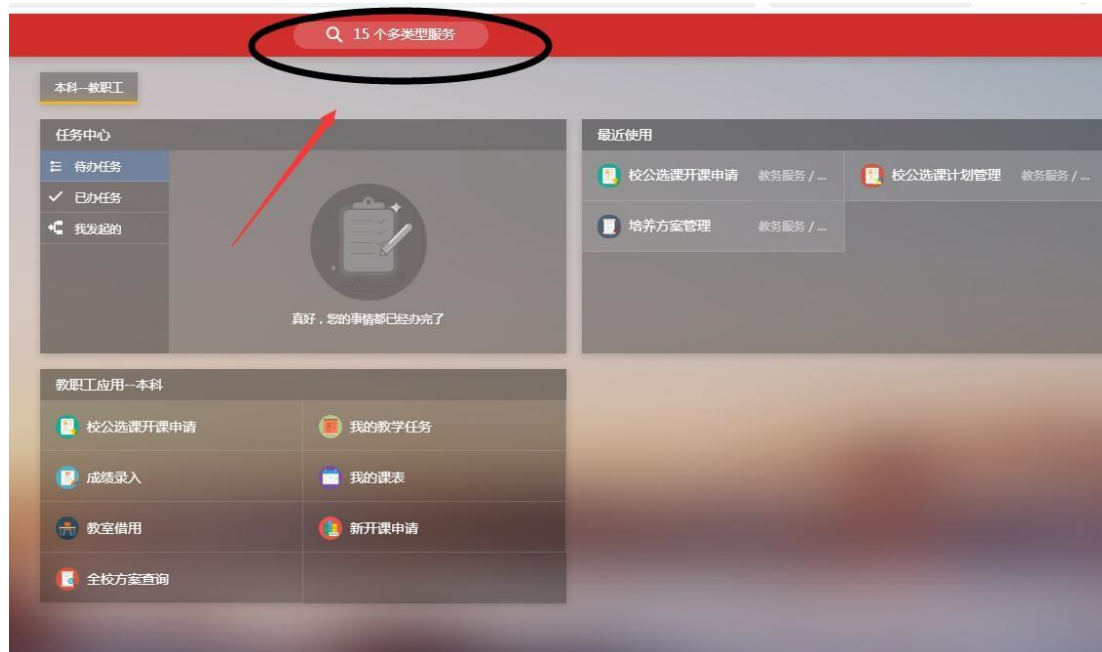 15 个多类型服务
本科--教职工
任务中心
待办任务
已办任务
我发起的
真好，您的事情都已经办完了
最近使用
校公选课开课申请 教务服务 / ...
校公选课计划管理 教务服务 / ...
培养方案管理 教务服务 / ...
教职工应用--本科
校公选课开课申请
我的教学任务
成绩录入
我的课表
教室借用
新开课申请
全校方案查询